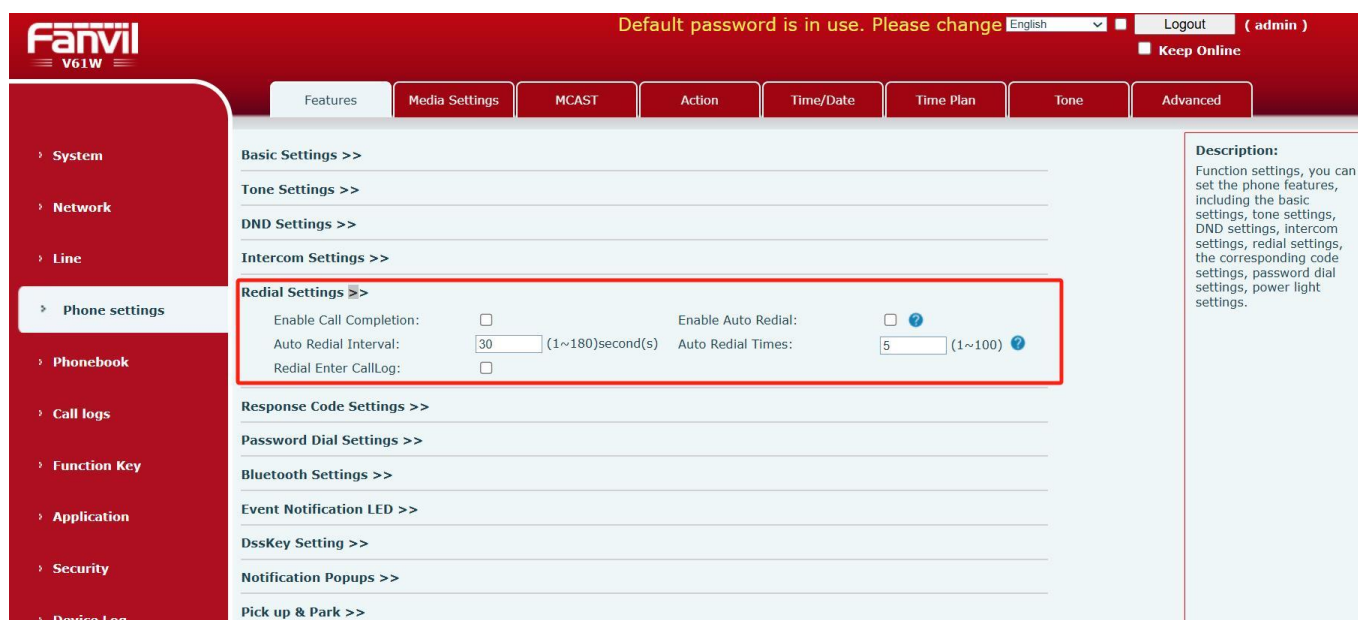 Fanvil
V61W
Default password is in use. Please change
English
Logout
( admin )
Keep Online
Features
Media Settings
MCAST
Action
Time/Date
Time Plan
Tone
Advanced
› System
› Network
› Line
› Phone settings
› Phonebook
› Call logs
› Function Key
› Application
› Security
› Device Log
Basic Settings >>
Tone Settings >>
DND Settings >>
Intercom Settings >>
Redial Settings >>
Enable Call Completion:
Enable Auto Redial:
Auto Redial Interval: 30 (1~180)second(s)
Auto Redial Times: 5 (1~100)
Redial Enter CallLog:
Response Code Settings >>
Password Dial Settings >>
Bluetooth Settings >>
Event Notification LED >>
DssKey Setting >>
Notification Popups >>
Pick up & Park >>
Description:
Function settings, you can
set the phone features,
including the basic
settings, tone settings,
DND settings, intercom
settings, redial settings,
the corresponding code
settings, password dial
settings, power light
settings.